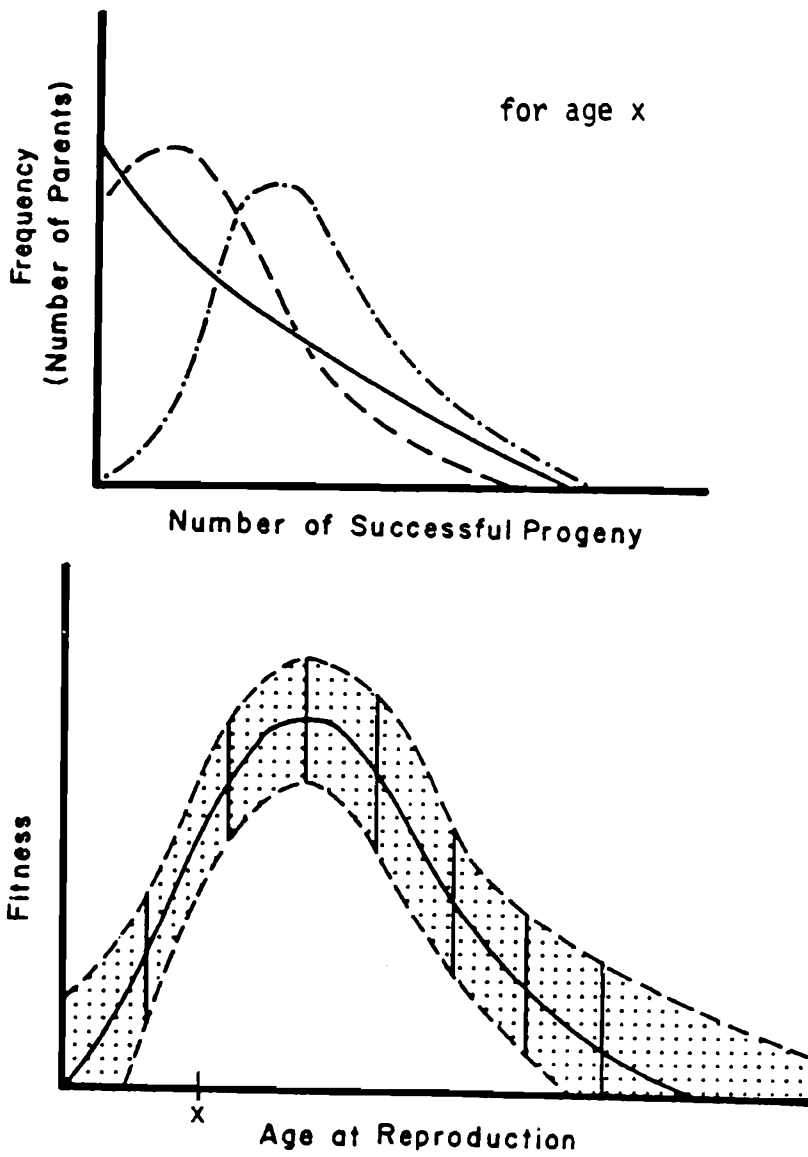 for age x
Frequency
(Number of Parents)
Number of Successful Progeny
Fitness
x
Age at Reproduction